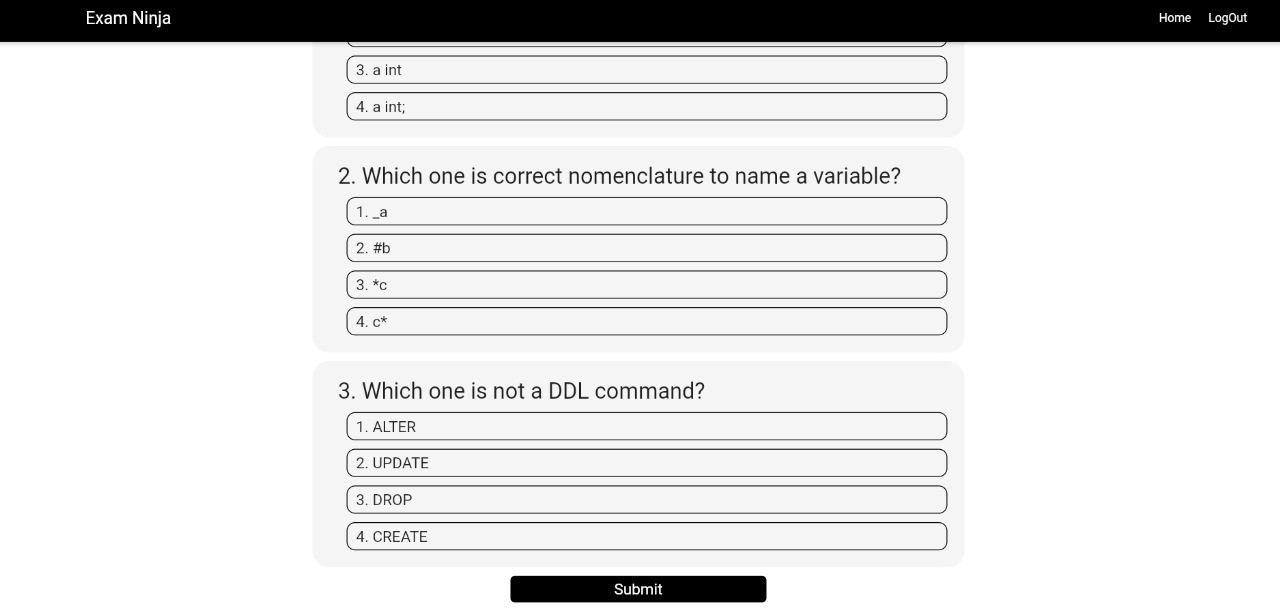 Exam Ninja
Home
LogOut
3. a int
4. a int;
2. Which one is correct nomenclature to name a variable?
1. _a
2. #b
3. *c
4. c*
3. Which one is not a DDL command?
1. ALTER
2. UPDATE
3. DROP
4. CREATE
Submit